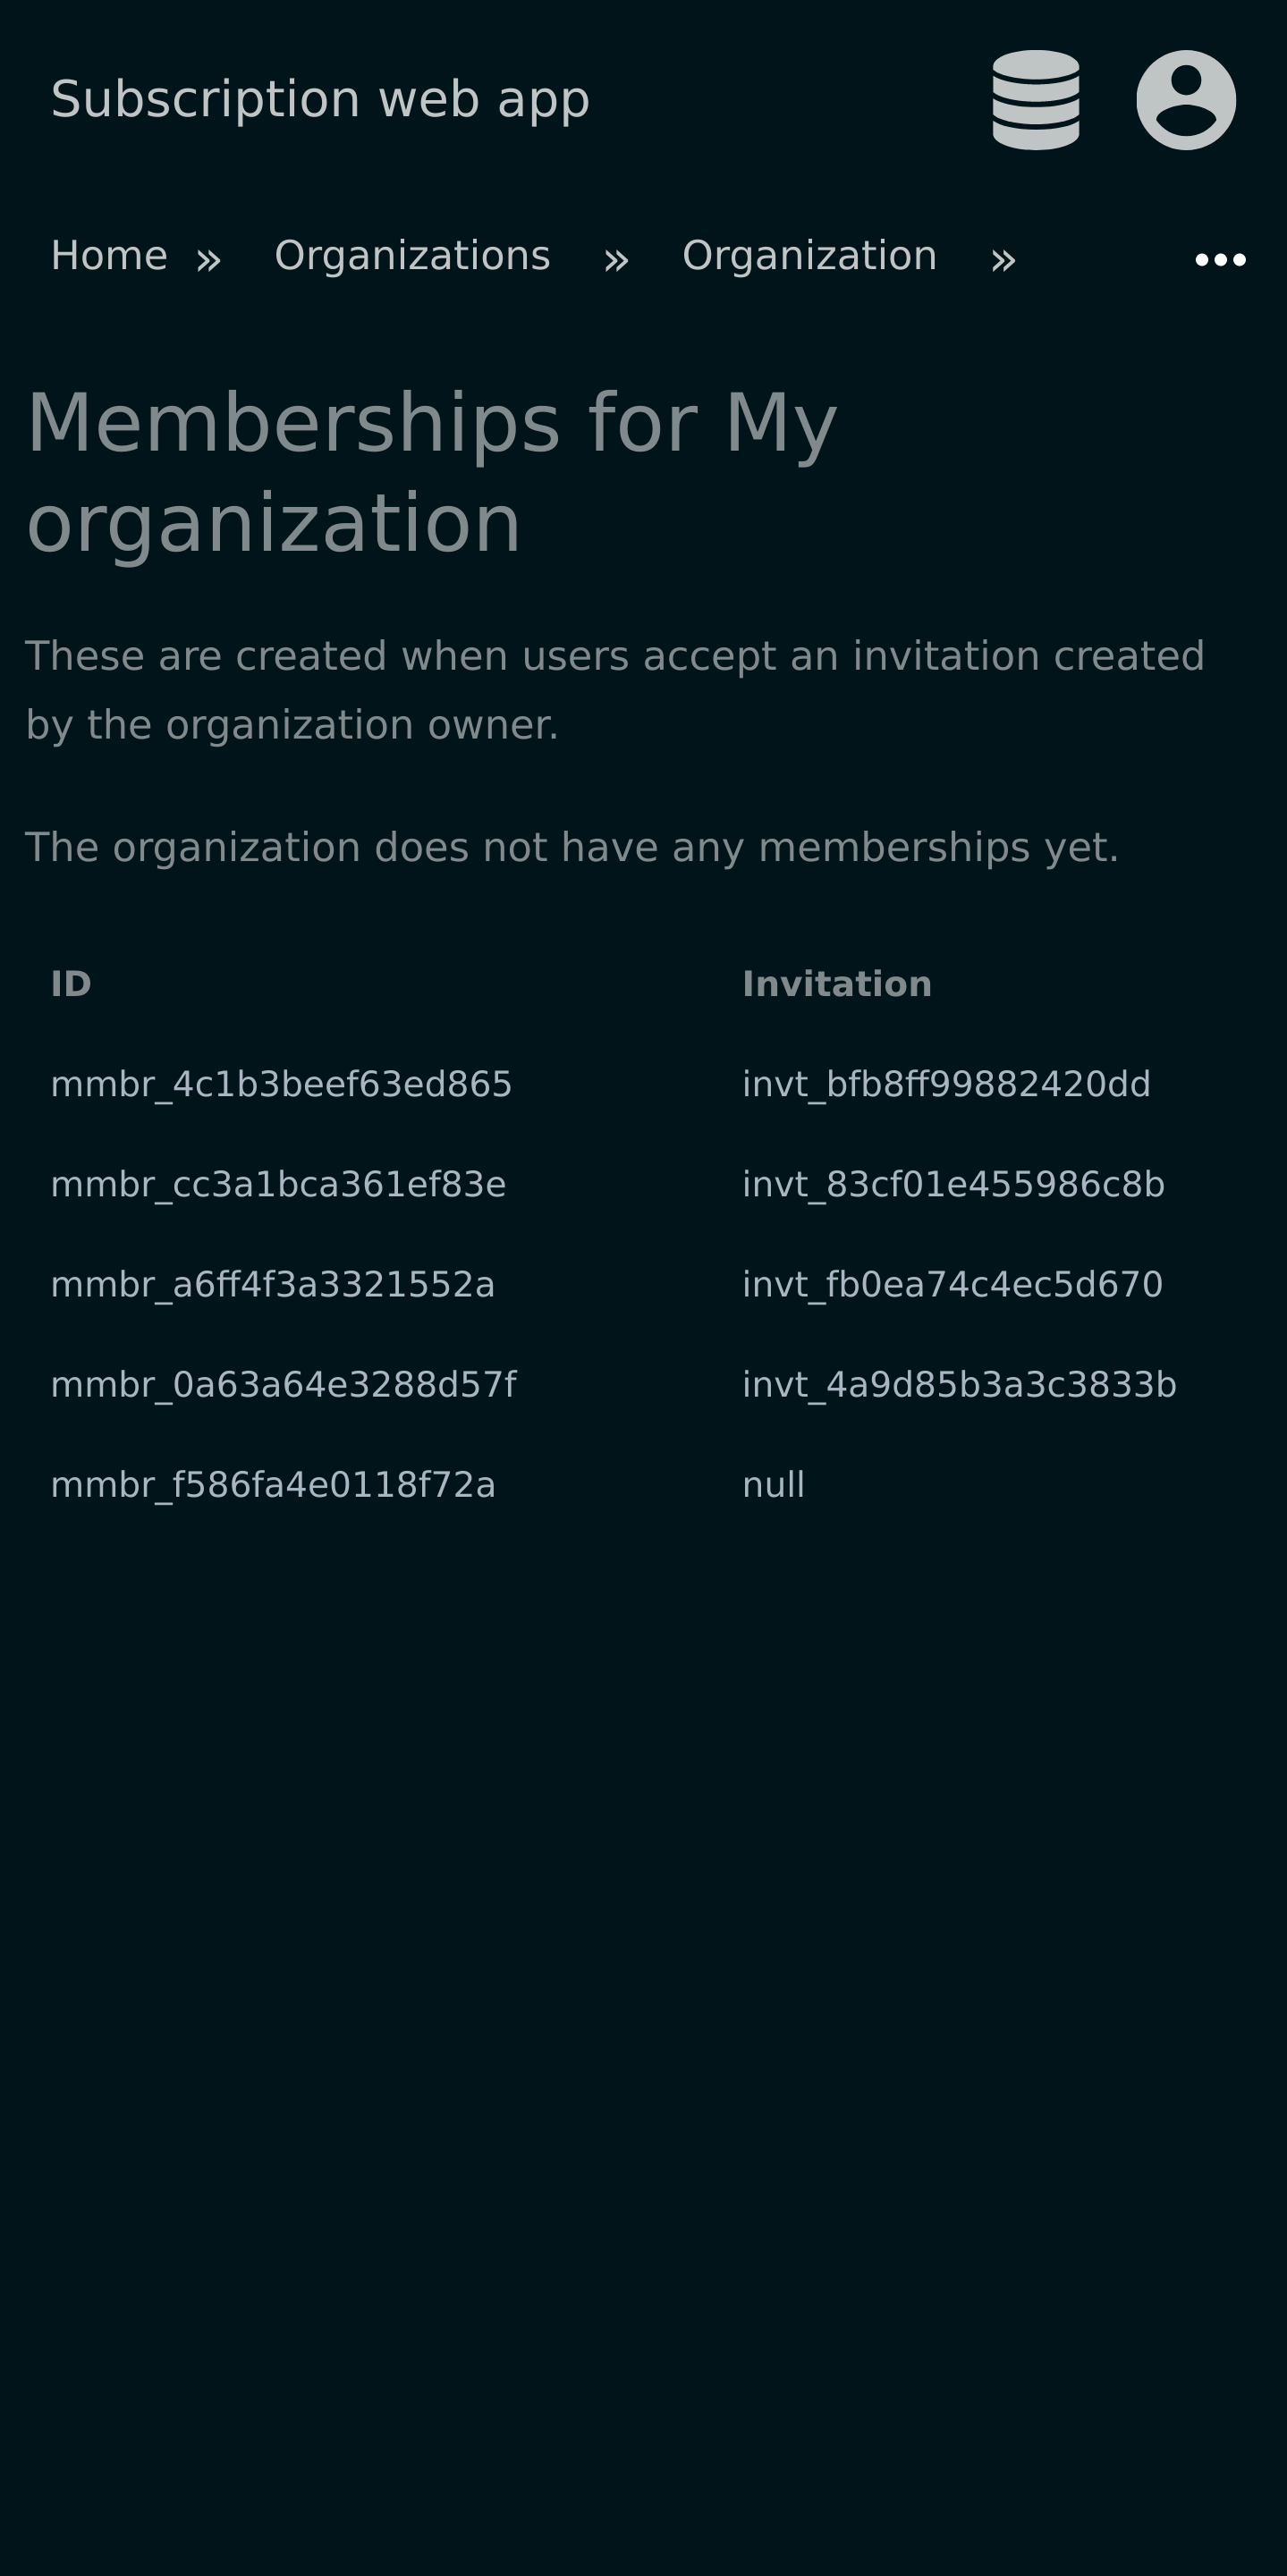 Subscription web app
Home » Organizations » Organization »
Memberships for My
organization
These are created when users accept an invitation created
by the organization owner.
The organization does not have any memberships yet.
ID Invitation
mmbr_4c1b3beef63ed865 invt_bfb8ff99882420dd
mmbr_cc3a1bca361ef83e invt_83cf01e455986c8b
mmbr_a6ff4f3a3321552a invt_fb0ea74c4ec5d670
mmbr_0a63a64e3288d57f invt_4a9d85b3a3c3833b
mmbr_f586fa4e0118f72a null